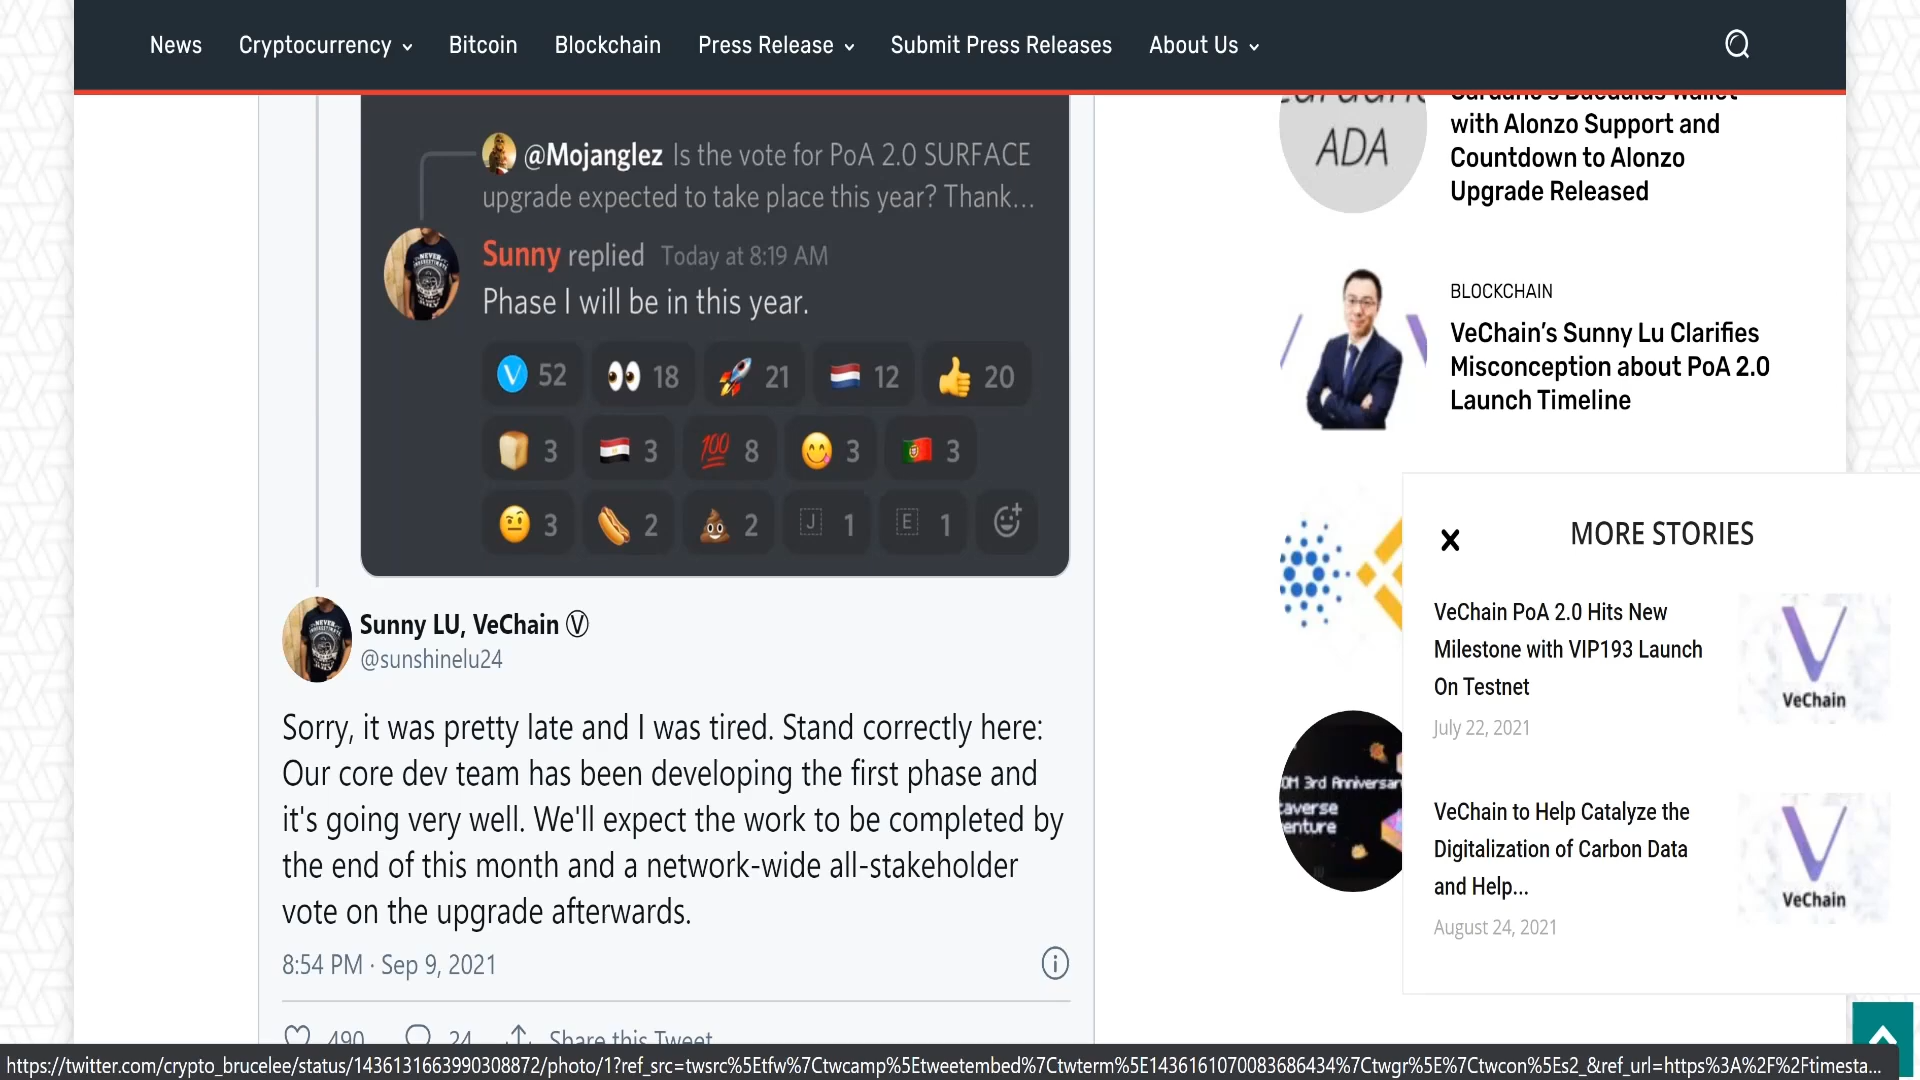 News Cryptocurrency Bitcoin Blockchain Press Release Submit Press Releases About Us
@Mojanglez Is the vote for PoA 2.0 SURFACE
upgrade expected to take place this year? Thank...
Sunny replied Today at 8:19 AM
Phase I will be in this year.
52 18 21 12 20
3 3 100 8 3 3
3 2 2 J 1 E 1
Sunny LU, VeChain Ⓥ
@sunshinelu24
Sorry, it was pretty late and I was tired. Stand correctly here:
Our core dev team has been developing the first phase and
it's going very well. We'll expect the work to be completed by
the end of this month and a network-wide all-stakeholder
vote on the upgrade afterwards.
8:54 PM · Sep 9, 2021
490 24 Share this Tweet
ADA
with Alonzo Support and
Countdown to Alonzo
Upgrade Released
BLOCKCHAIN
VeChain’s Sunny Lu Clarifies
Misconception about PoA 2.0
Launch Timeline
3rd Anniversar
averse
enture
MORE STORIES
VeChain PoA 2.0 Hits New
Milestone with VIP193 Launch
On Testnet
July 22, 2021
VeChain
VeChain to Help Catalyze the
Digitalization of Carbon Data
and Help...
August 24, 2021
VeChain
https://twitter.com/crypto_brucelee/status/1436131663990308872/photo/1?ref_src=twsrc%5Etfw%7Ctwcamp%5Etweetembed%7Ctwterm%5E1436161070083686434%7Ctwgr%5E%7Ctwcon%5Es2_&ref_url=https%3A%2F%2Ftimesta...